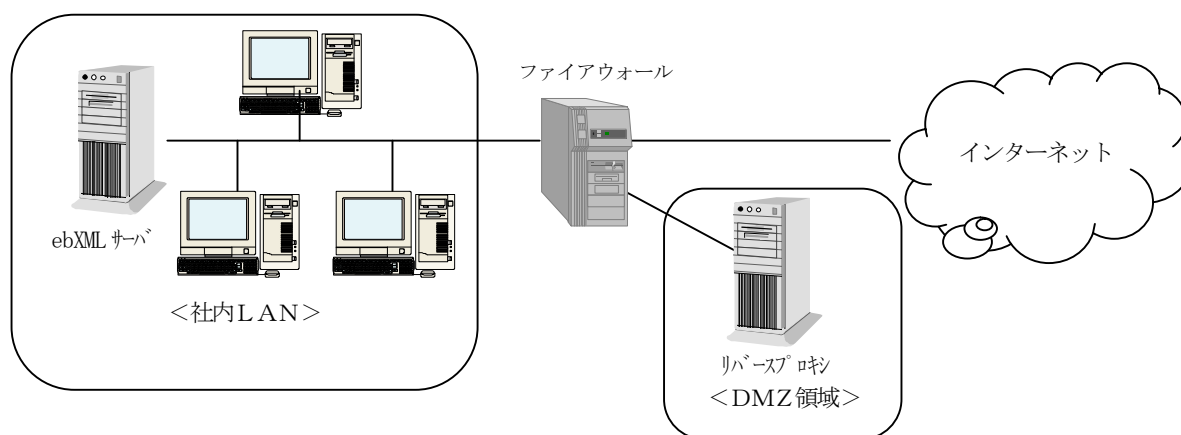 ファイアウォール
インターネット
ebXML サーバ
リバースプロキシ
＜社内ＬＡＮ＞
＜ＤＭＺ領域＞